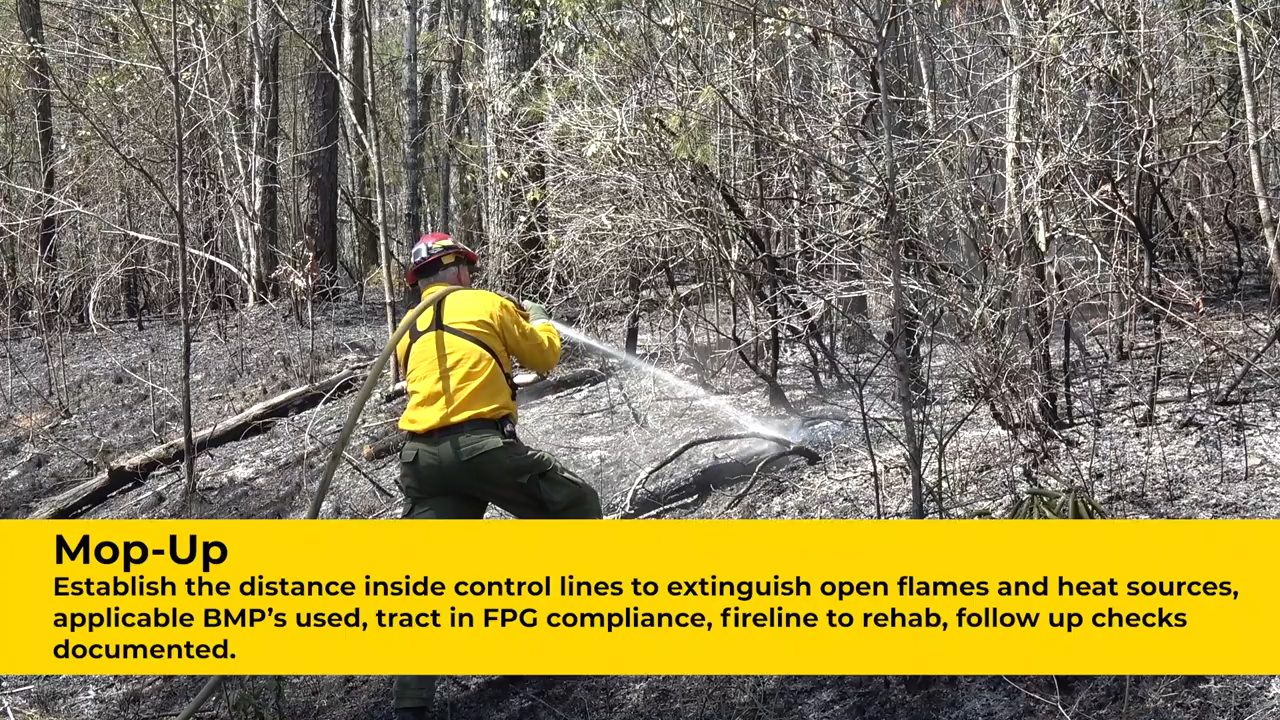 Mop-Up
Establish the distance inside control lines to extinguish open flames and heat sources,
applicable BMP’s used, tract in FPG compliance, fireline to rehab, follow up checks
documented.